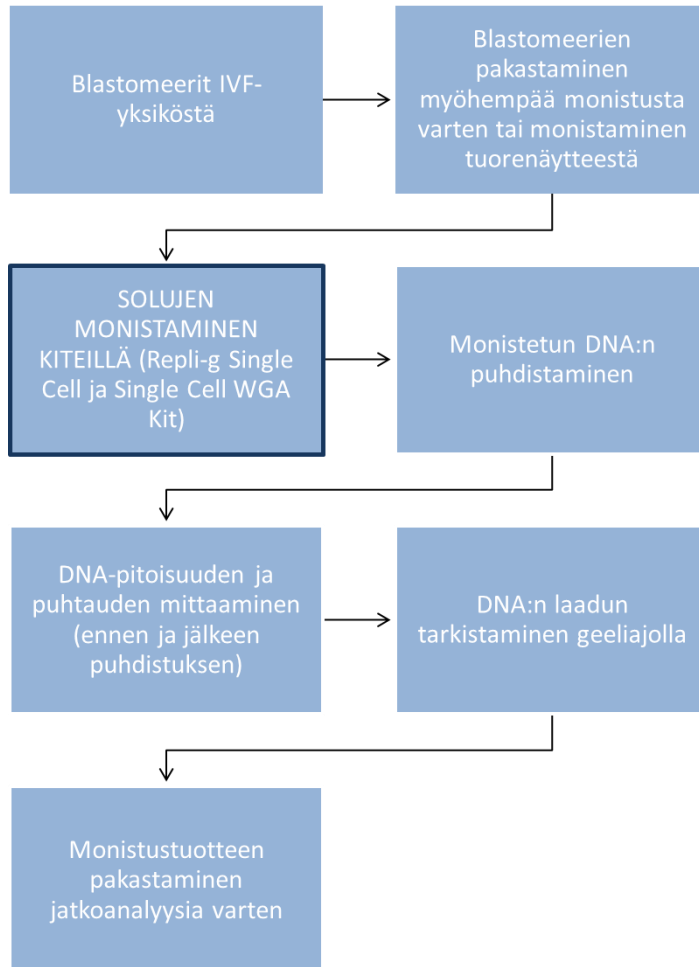 Blastomeerit IVF-
yksiköstä
Blastomeerien
pakastaminen
myöhempää monistusta
varten tai monistaminen
tuorenäytteestä
SOLUJEN
MONISTAMINEN
KITEILLÄ (Repli-g Single
Cell ja Single Cell WGA
Kit)
Monistetun DNA:n
puhdistaminen
DNA-pitoisuuden ja
puhtauden mittaaminen
(ennen ja jälkeen
puhdistuksen)
DNA:n laadun
tarkistaminen geeliajolla
Monistustuotteen
pakastaminen
jatkoanalyysia varten